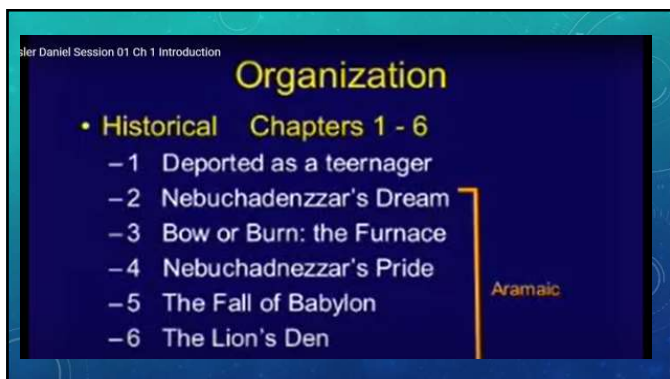 sler Daniel Session 01 Ch 1 Introduction
Organization
• Historical Chapters 1 - 6
–1 Deported as a teernager
–2 Nebuchadenzzar's Dream
–3 Bow or Burn: the Furnace
–4 Nebuchadnezzar's Pride
–5 The Fall of Babylon
–6 The Lion's Den
Aramaic